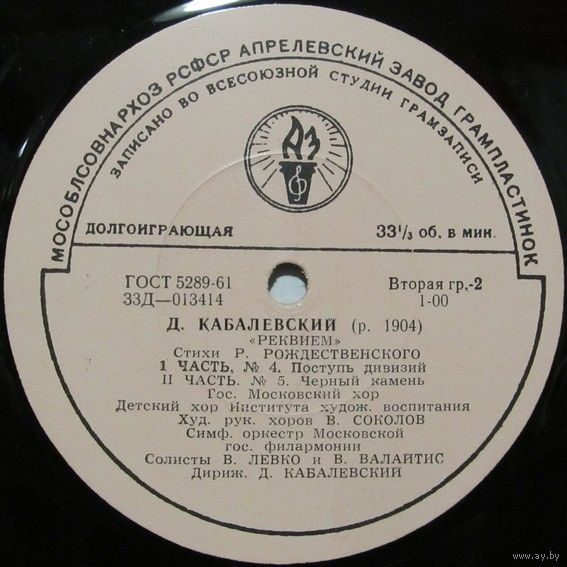 МОСОБЛСОВНАРХОЗ РСФСР АПРЕЛЕВСКИЙ ЗАВОД ГРАМПЛАСТИНОК
ЗАПИСАНО ВО ВСЕСОЮЗНОЙ СТУДИИ ГРАМЗАПИСИ
АЗ
ДОЛГОИГРАЮЩАЯ 33⅓ об. в мин.
ГОСТ 5289-61 Вторая гр.-2
33Д—013414 1-00
Д. КАБАЛЕВСКИЙ (р. 1904)
«РЕКВИЕМ»
Стихи Р. РОЖДЕСТВЕНСКОГО
I ЧАСТЬ, № 4. Поступь дивизий
II ЧАСТЬ. № 5. Черный камень
Гос. Московский хор
Детский хор Института худож. воспитания
Худ. рук. хоров В. СОКОЛОВ
Симф. оркестр Московской
гос. филармонии
Солисты В. ЛЕВКО и В. ВАЛАЙТИС
Дириж. Д. КАБАЛЕВСКИЙ
www.ay.by